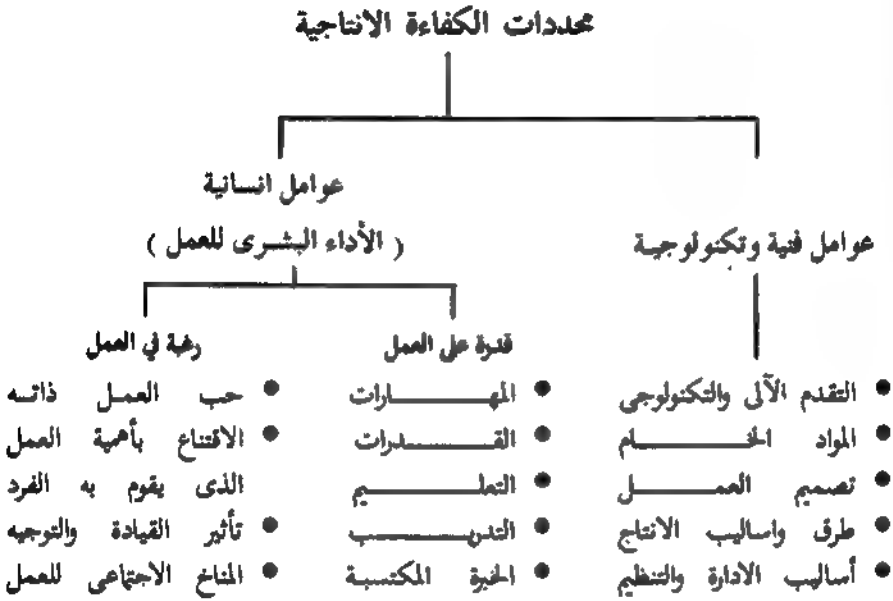 محددات الكفاءة الانتاجية
عوامل انسانية
( الأداء البشرى للعمل )
عوامل فنية وتكنولوجية
قدرة على العمل
رغبة في العمل
● التقدم الآلى والتكنولوجى
● المواد الخام
● تصميم العمل
● طرق واساليب الانتاج
● أساليب الادارة والتنظيم
● المهارات
● القدرات
● التعليم
● التدريب
● الخبرة المكتسبة
● حب العمل ذاته
● الاقتناع بأهمية العمل
الذى يقوم به الفرد
● تأثير القيادة والتوجيه
● المناخ الاجتماعى للعمل